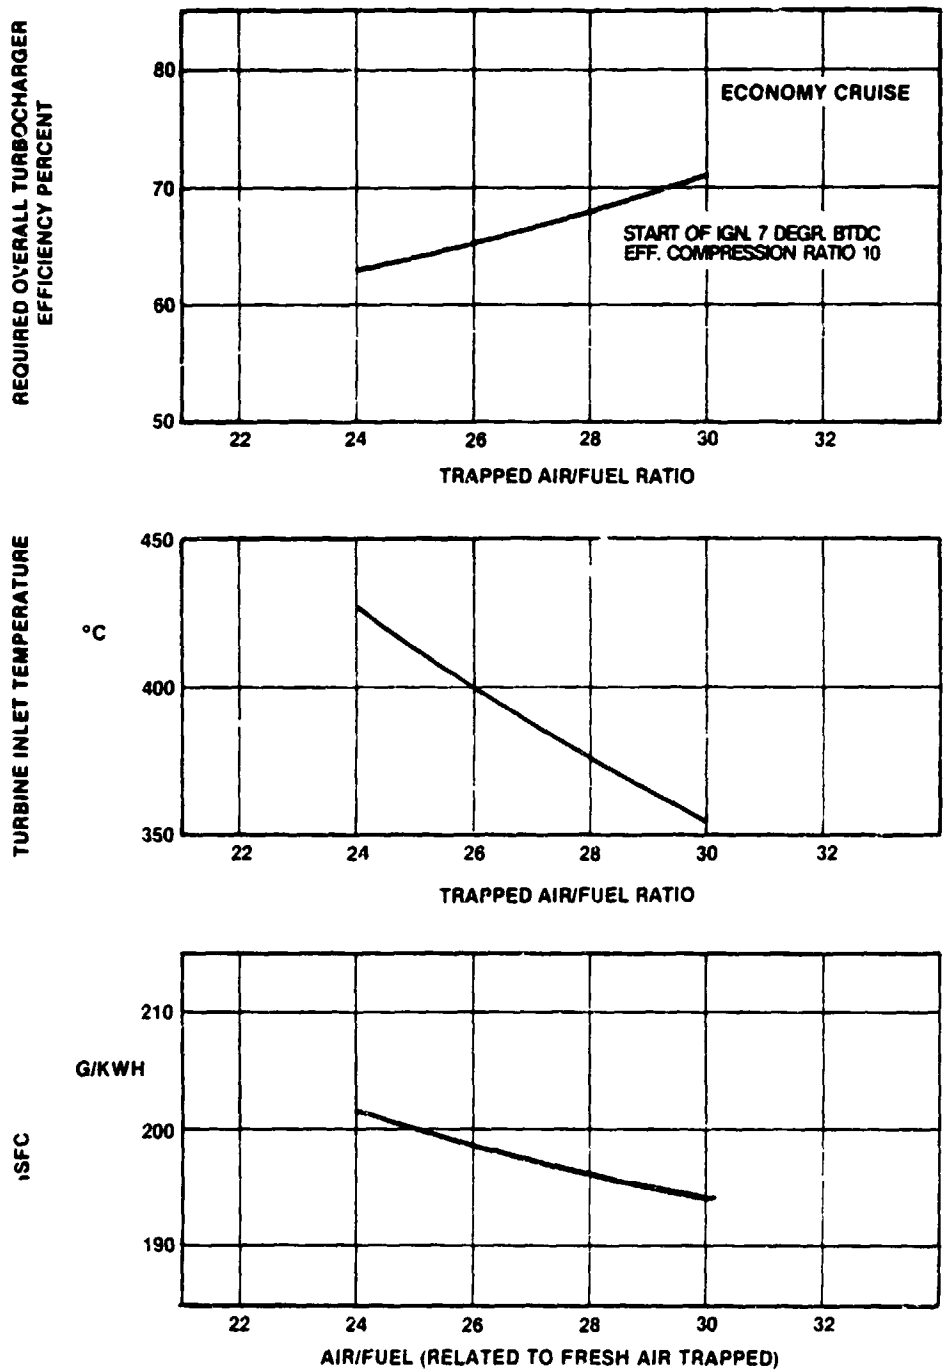 REQUIRED OVERALL TURBOCHARGER
EFFICIENCY PERCENT
80
70
60
50
ECONOMY CRUISE
START OF IGN. 7 DEGR. BTDC
EFF. COMPRESSION RATIO 10
22 24 26 28 30 32
TRAPPED AIR/FUEL RATIO
TURBINE INLET TEMPERATURE
°C
450
400
350
22 24 26 28 30 32
TRAPPED AIR/FUEL RATIO
SFC
G/KWH
210
200
190
22 24 26 28 30 32
AIR/FUEL (RELATED TO FRESH AIR TRAPPED)